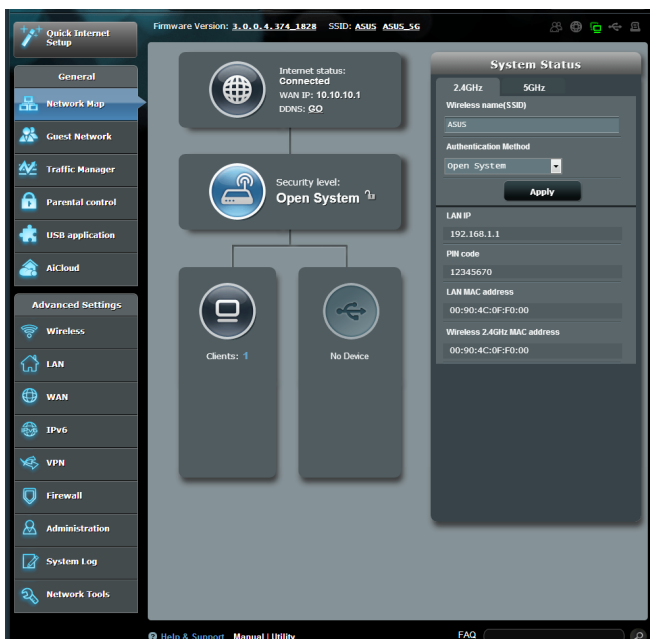 Quick Internet
Setup
Firmware Version: 3.0.0.4.374_1828 SSID: ASUS ASUS_5G
General
Network Map
Guest Network
Traffic Manager
Parental control
USB application
AiCloud
Advanced Settings
Wireless
LAN
WAN
IPv6
VPN
Firewall
Administration
System Log
Network Tools
Internet status:
Connected
WAN IP: 10.10.10.1
DDNS: GO
Security level:
Open System
Clients: 1
No Device
System Status
2.4GHz 5GHz
Wireless name(SSID)
ASUS
Authentication Method
Open System
Apply
LAN IP
192.168.1.1
PIN code
12345670
LAN MAC address
00:90:4C:0F:F0:00
Wireless 2.4GHz MAC address
00:90:4C:0F:F0:00
Help & Support Manual | Utility FAQ